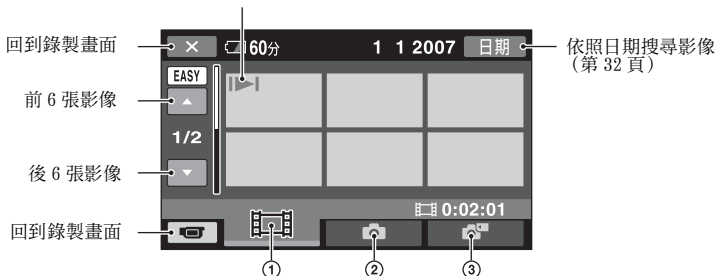 回到錄製畫面
60分
1 1 2007
日期
依照日期搜尋影像
(第 32 頁)
EASY
前 6 張影像
1/2
後 6 張影像
0:02:01
回到錄製畫面
① ② ③